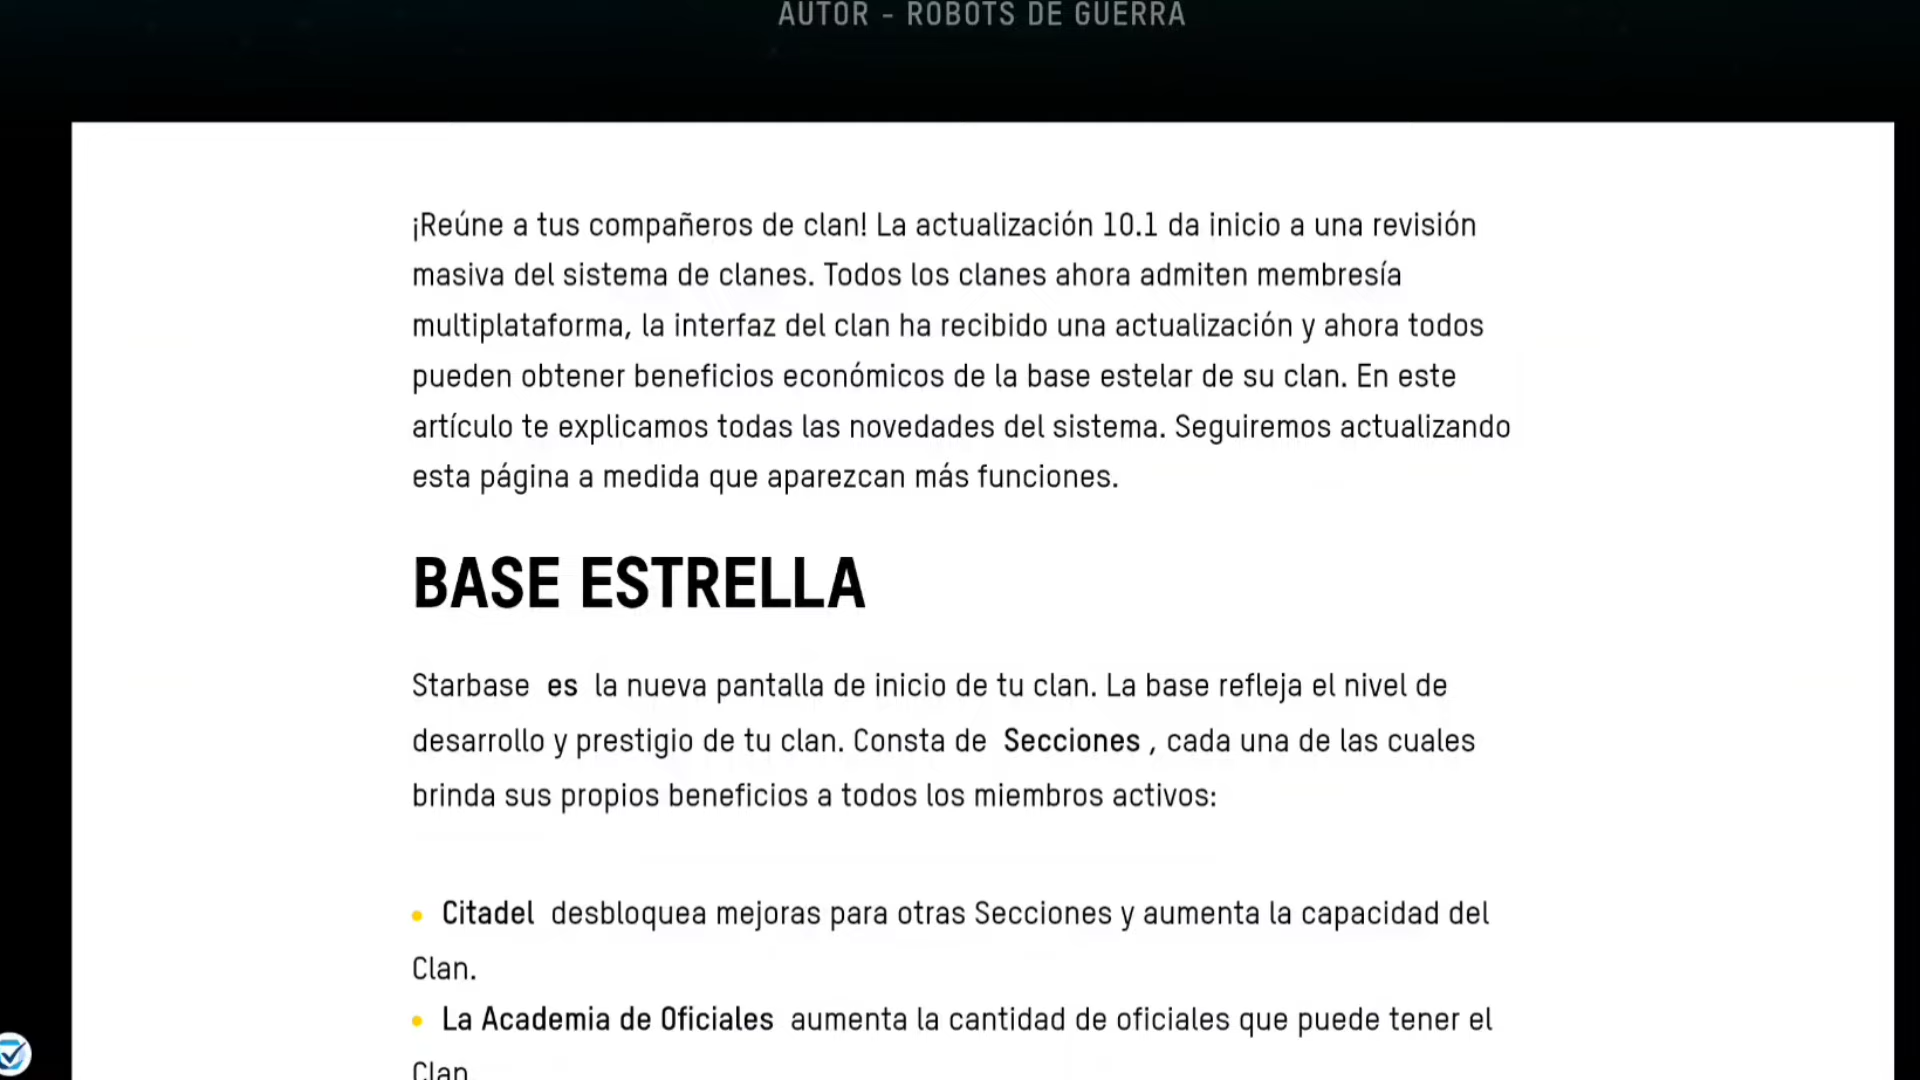 AUTOR - ROBOTS DE GUERRA
¡Reúne a tus compañeros de clan! La actualización 10.1 da inicio a una revisión
masiva del sistema de clanes. Todos los clanes ahora admiten membresía
multiplataforma, la interfaz del clan ha recibido una actualización y ahora todos
pueden obtener beneficios económicos de la base estelar de su clan. En este
artículo te explicamos todas las novedades del sistema. Seguiremos actualizando
esta página a medida que aparezcan más funciones.
BASE ESTRELLA
Starbase es la nueva pantalla de inicio de tu clan. La base refleja el nivel de
desarrollo y prestigio de tu clan. Consta de Secciones , cada una de las cuales
brinda sus propios beneficios a todos los miembros activos:
• Citadel desbloquea mejoras para otras Secciones y aumenta la capacidad del
Clan.
• La Academia de Oficiales aumenta la cantidad de oficiales que puede tener el
Clan